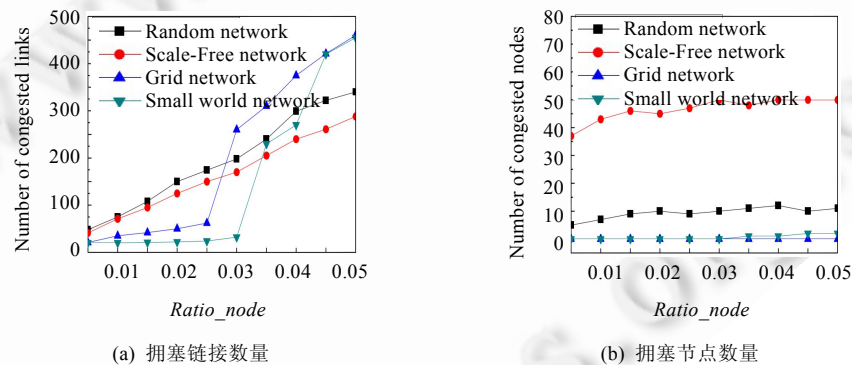 500
400
300
200
100
0
Number of congested links
Random network
Scale-Free network
Grid network
Small world network
0.01 0.02 0.03 0.04 0.05
Ratio_node
(a) 拥塞链接数量
80
70
60
50
40
30
20
10
0
Number of congested nodes
Random network
Scale-Free network
Grid network
Small world network
0.01 0.02 0.03 0.04 0.05
Ratio_node
(b) 拥塞节点数量